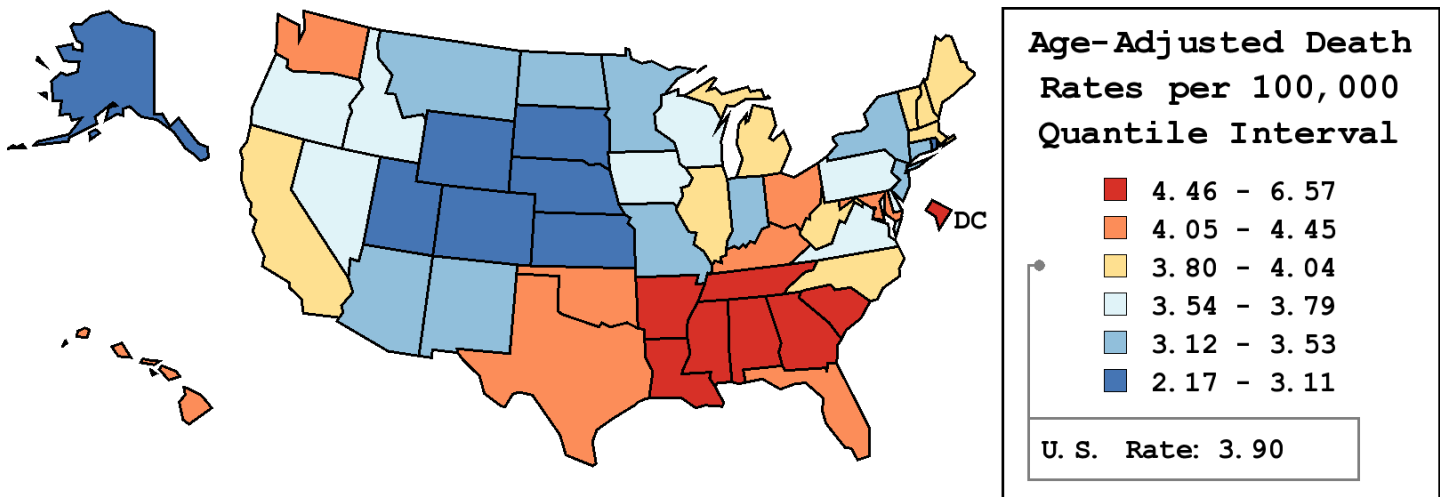 DC
Age-Adjusted Death
Rates per 100,000
Quantile Interval
4.46 - 6.57
4.05 - 4.45
3.80 - 4.04
3.54 - 3.79
3.12 - 3.53
2.17 - 3.11
U.S. Rate: 3.90